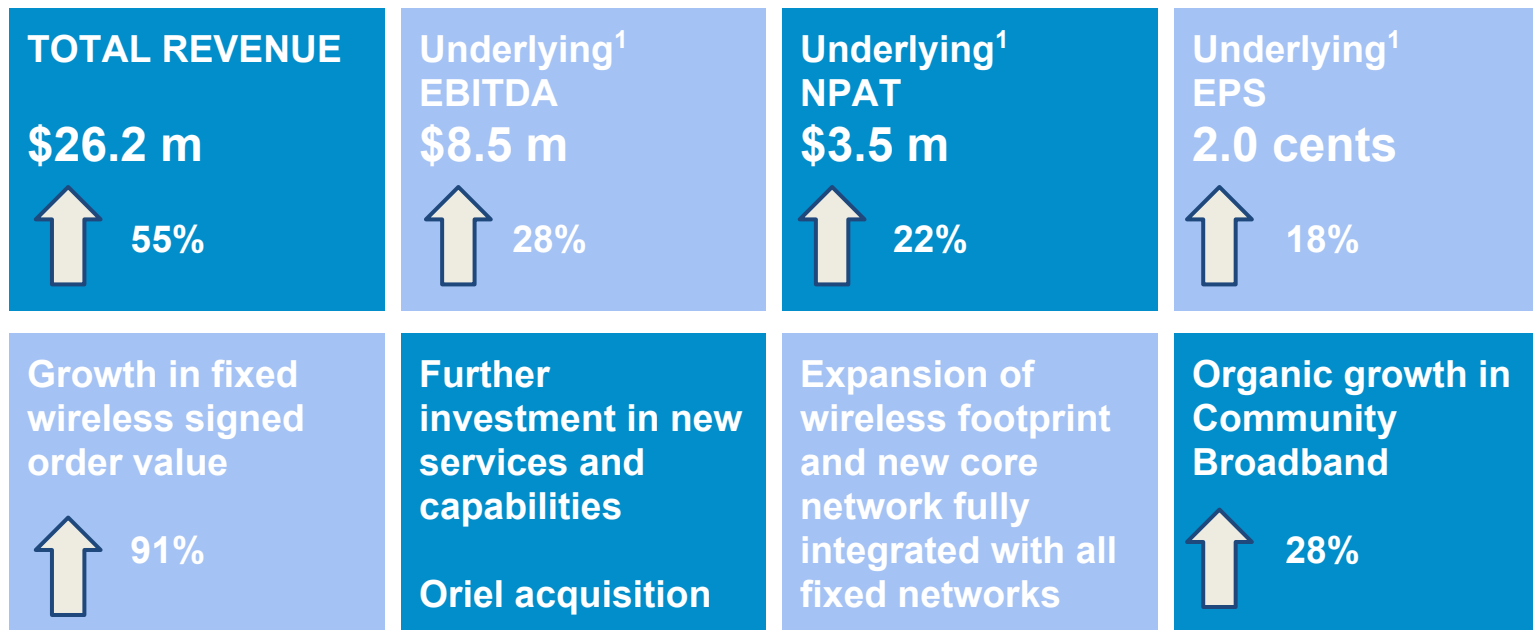 TOTAL REVENUE
$26.2 m
55%
Underlying¹
EBITDA
$8.5 m
28%
Underlying¹
NPAT
$3.5 m
22%
Underlying¹
EPS
2.0 cents
18%
Growth in fixed
wireless signed
order value
91%
Further
investment in new
services and
capabilities
Oriel acquisition
Expansion of
wireless footprint
and new core
network fully
integrated with all
fixed networks
Organic growth in
Community
Broadband
28%